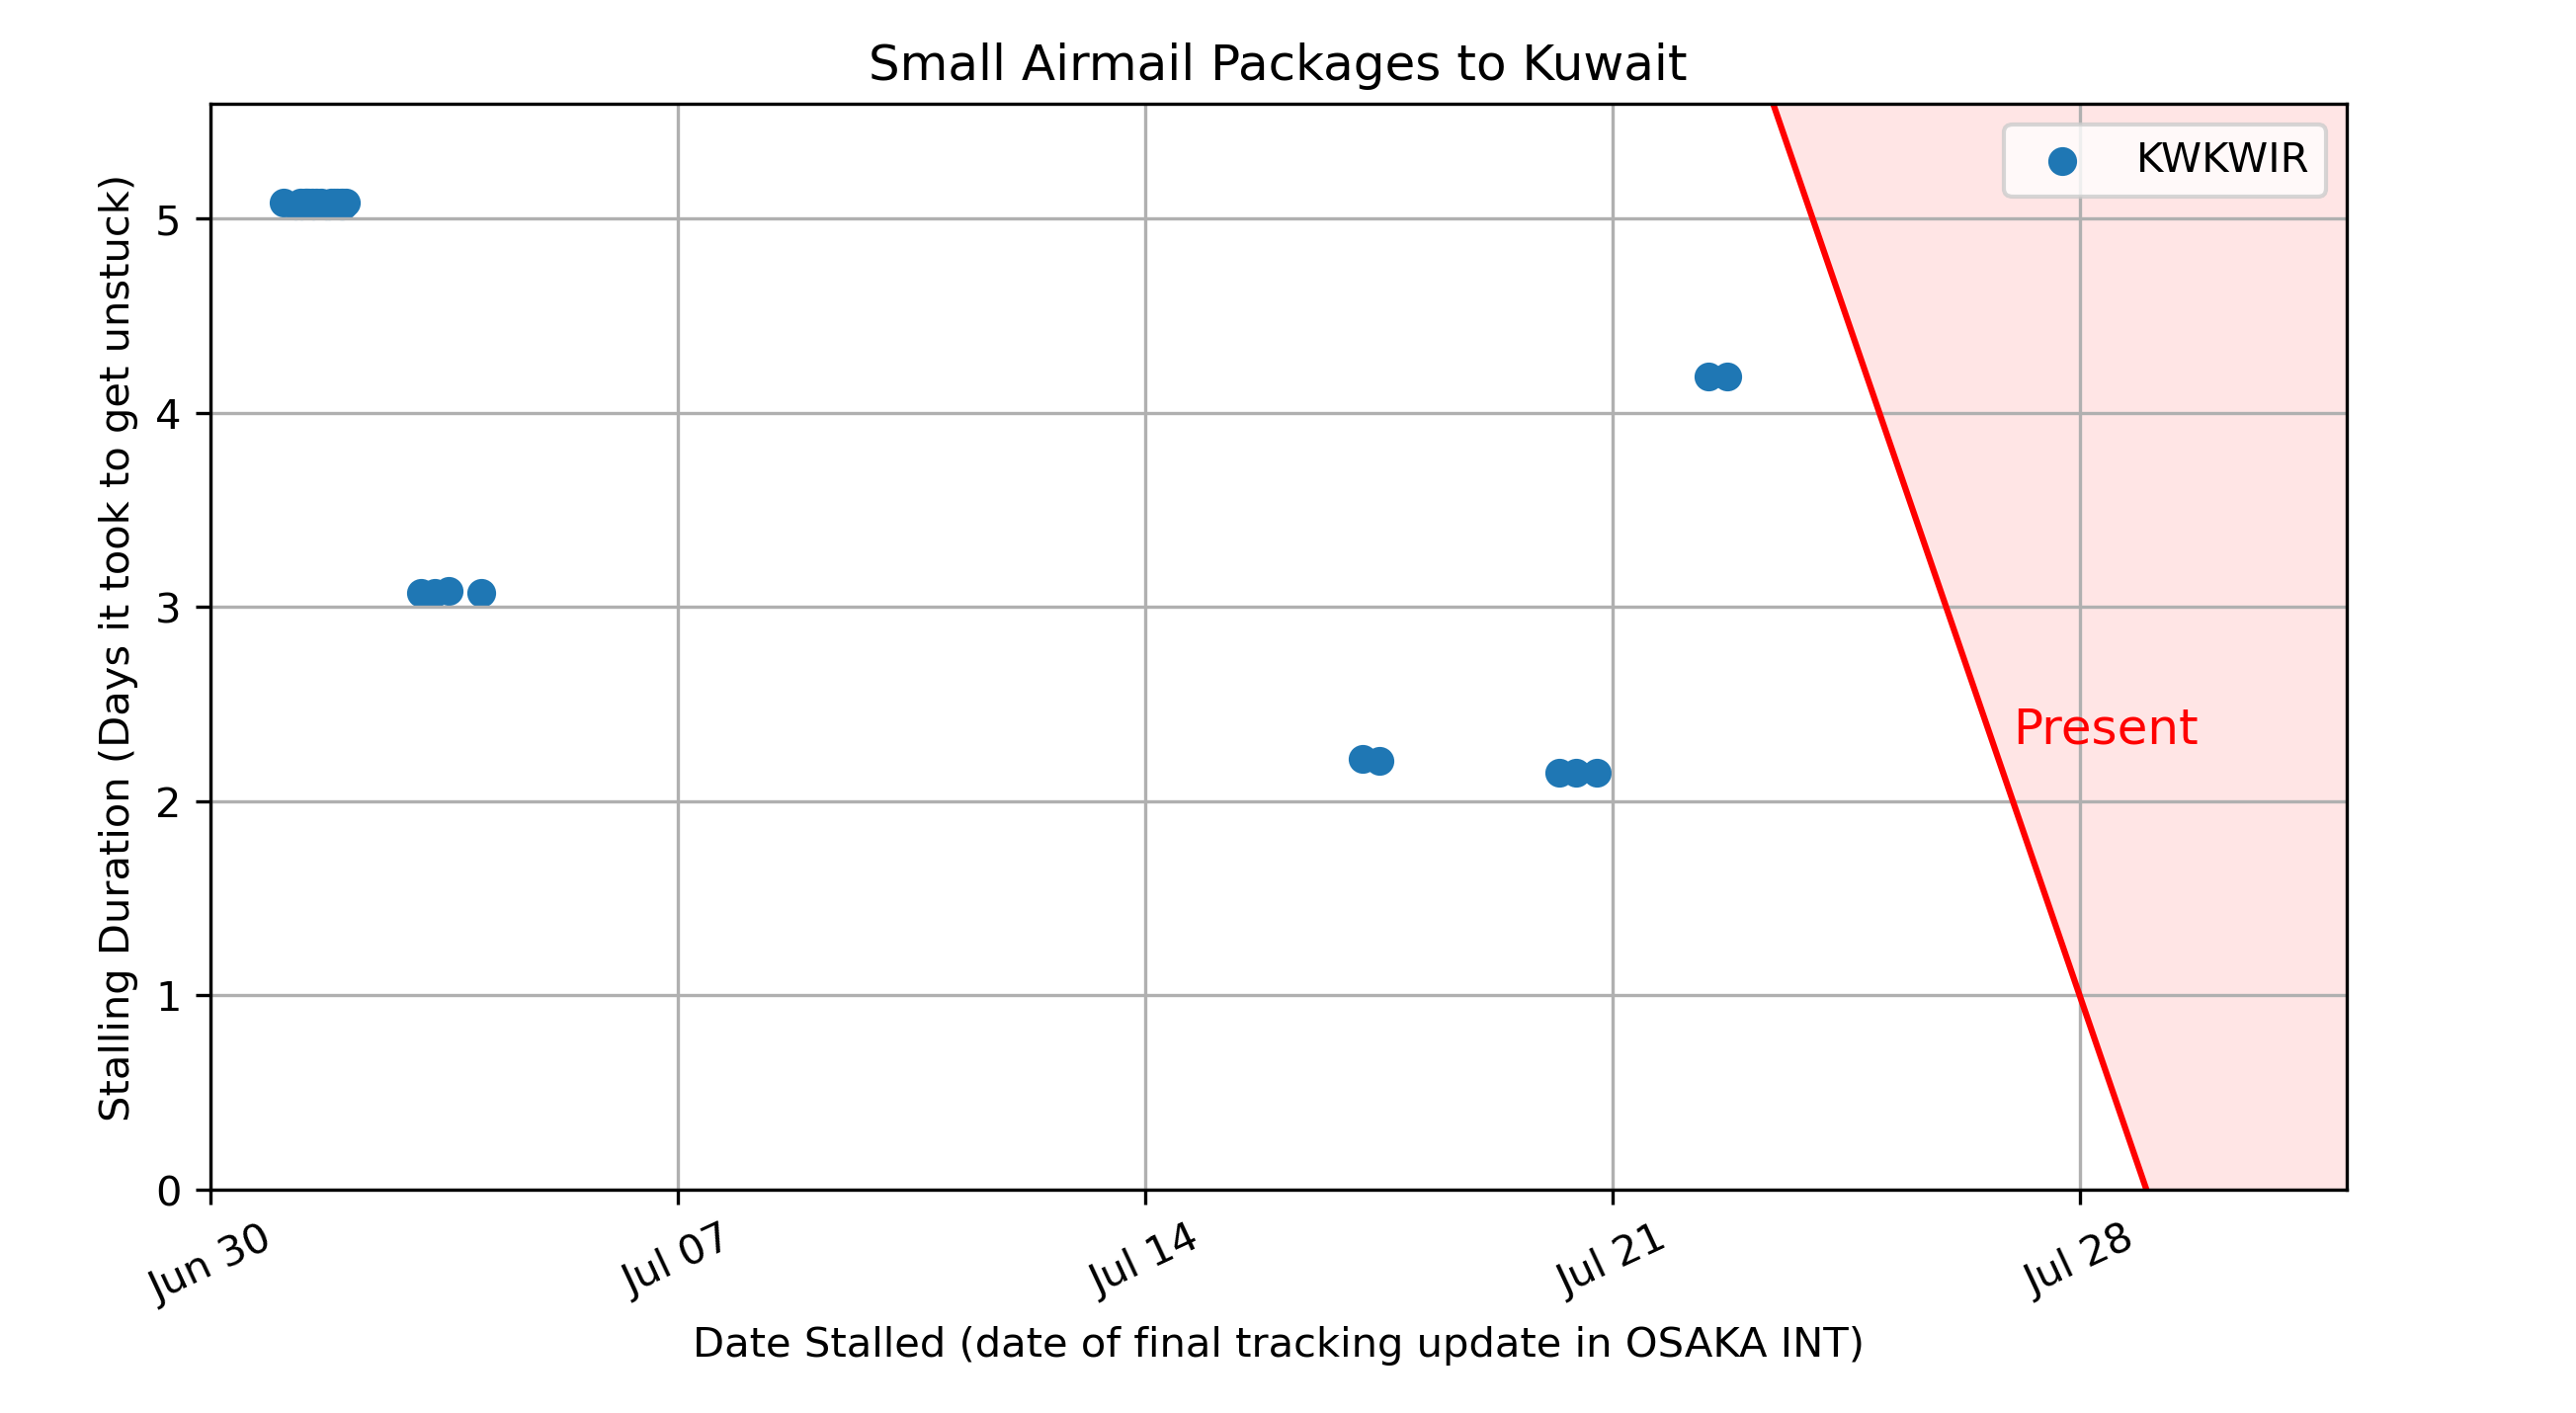 Small Airmail Packages to Kuwait
KWKWIR
Stalling Duration (Days it took to get unstuck)
5
4
3
2
1
0
Present
Jun 30
Jul 07
Jul 14
Jul 21
Jul 28
Date Stalled (date of final tracking update in OSAKA INT)